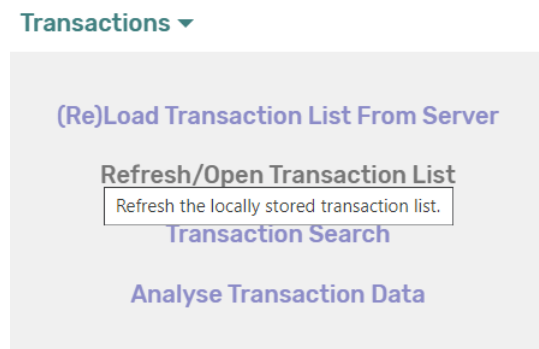 Transactions
(Re)Load Transaction List From Server
Refresh/Open Transaction List
Refresh the locally stored transaction list.
Transaction Search
Analyse Transaction Data